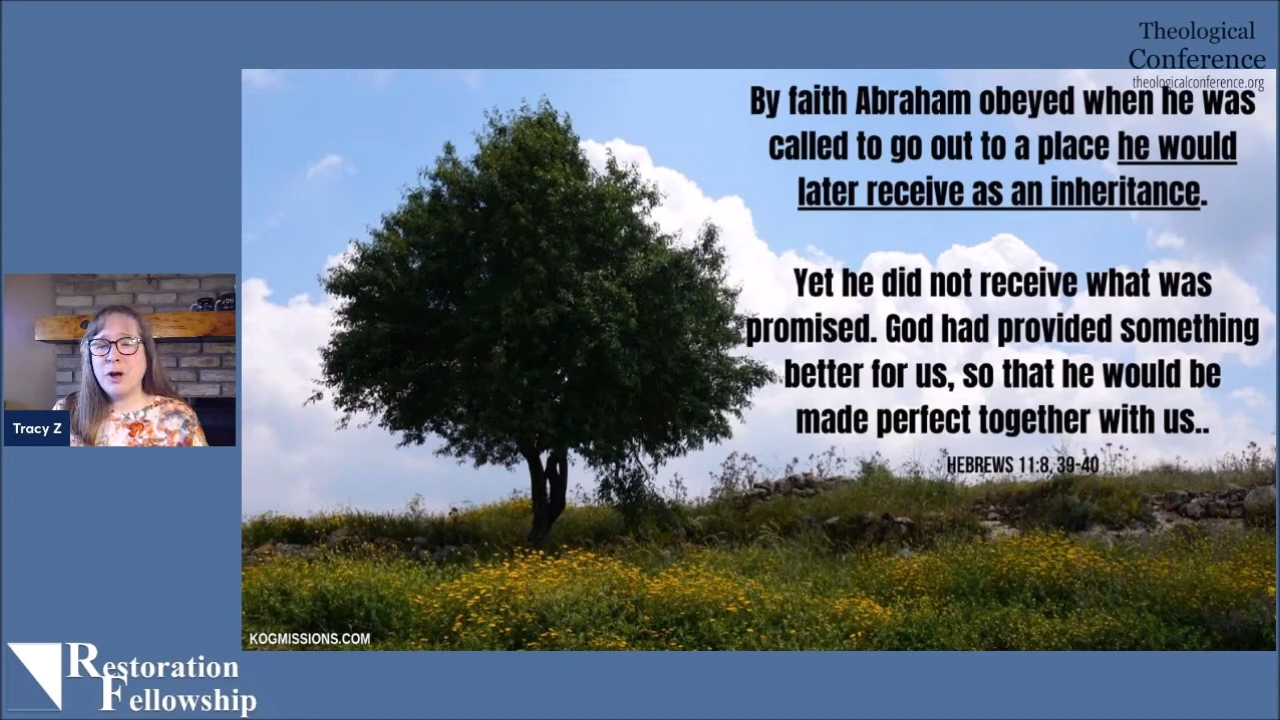 Theological
Conference
theologicalconference.org
By faith Abraham obeyed when he was
called to go out to a place he would
later receive as an inheritance.
Yet he did not receive what was
promised. God had provided something
better for us, so that he would be
made perfect together with us..
HEBREWS 11:8, 39-40
Tracy Z
KOGMISSIONS.COM
Restoration
Fellowship